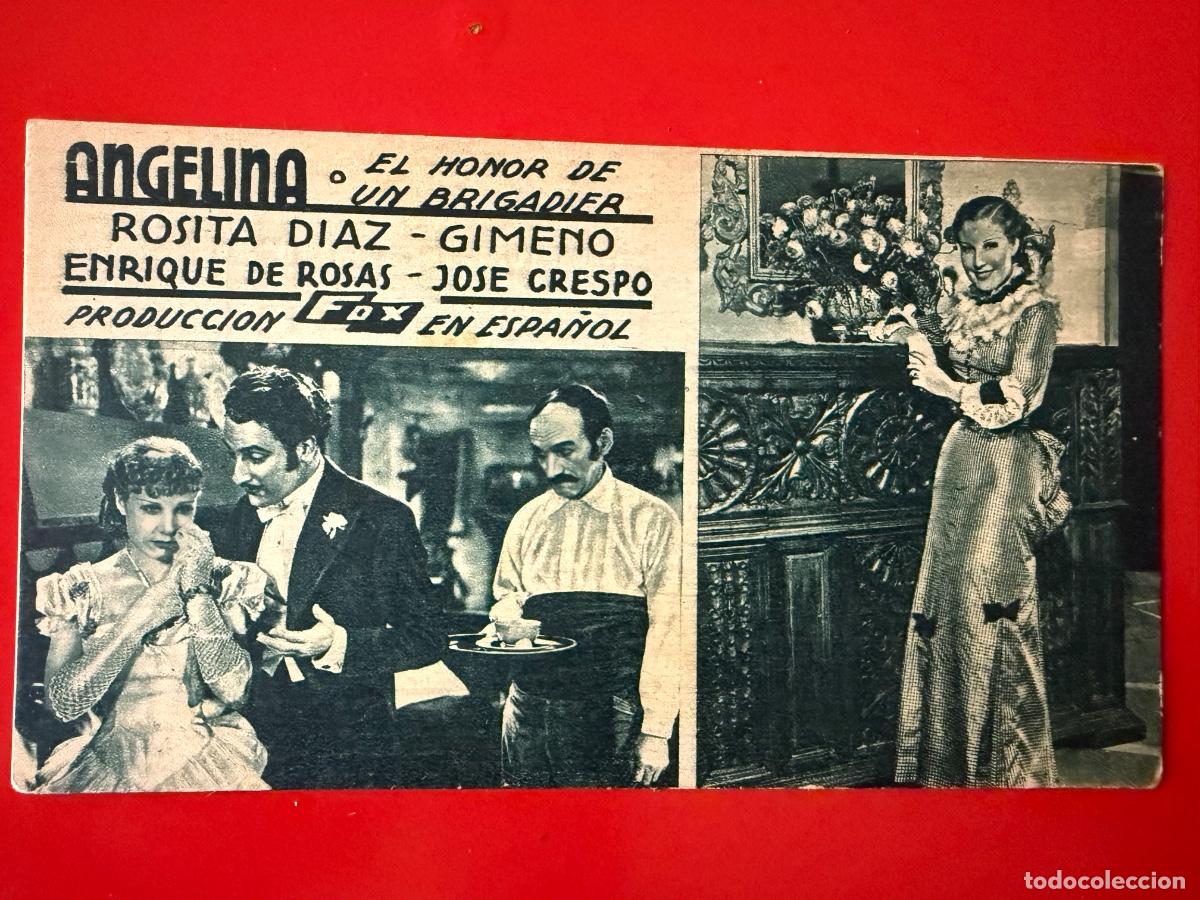 ANGELINA o EL HONOR DE
UN BRIGADIER
ROSITA DIAZ - GIMENO
ENRIQUE DE ROSAS - JOSE CRESPO
PRODUCCION FOX EN ESPAÑOL
todocoleccion